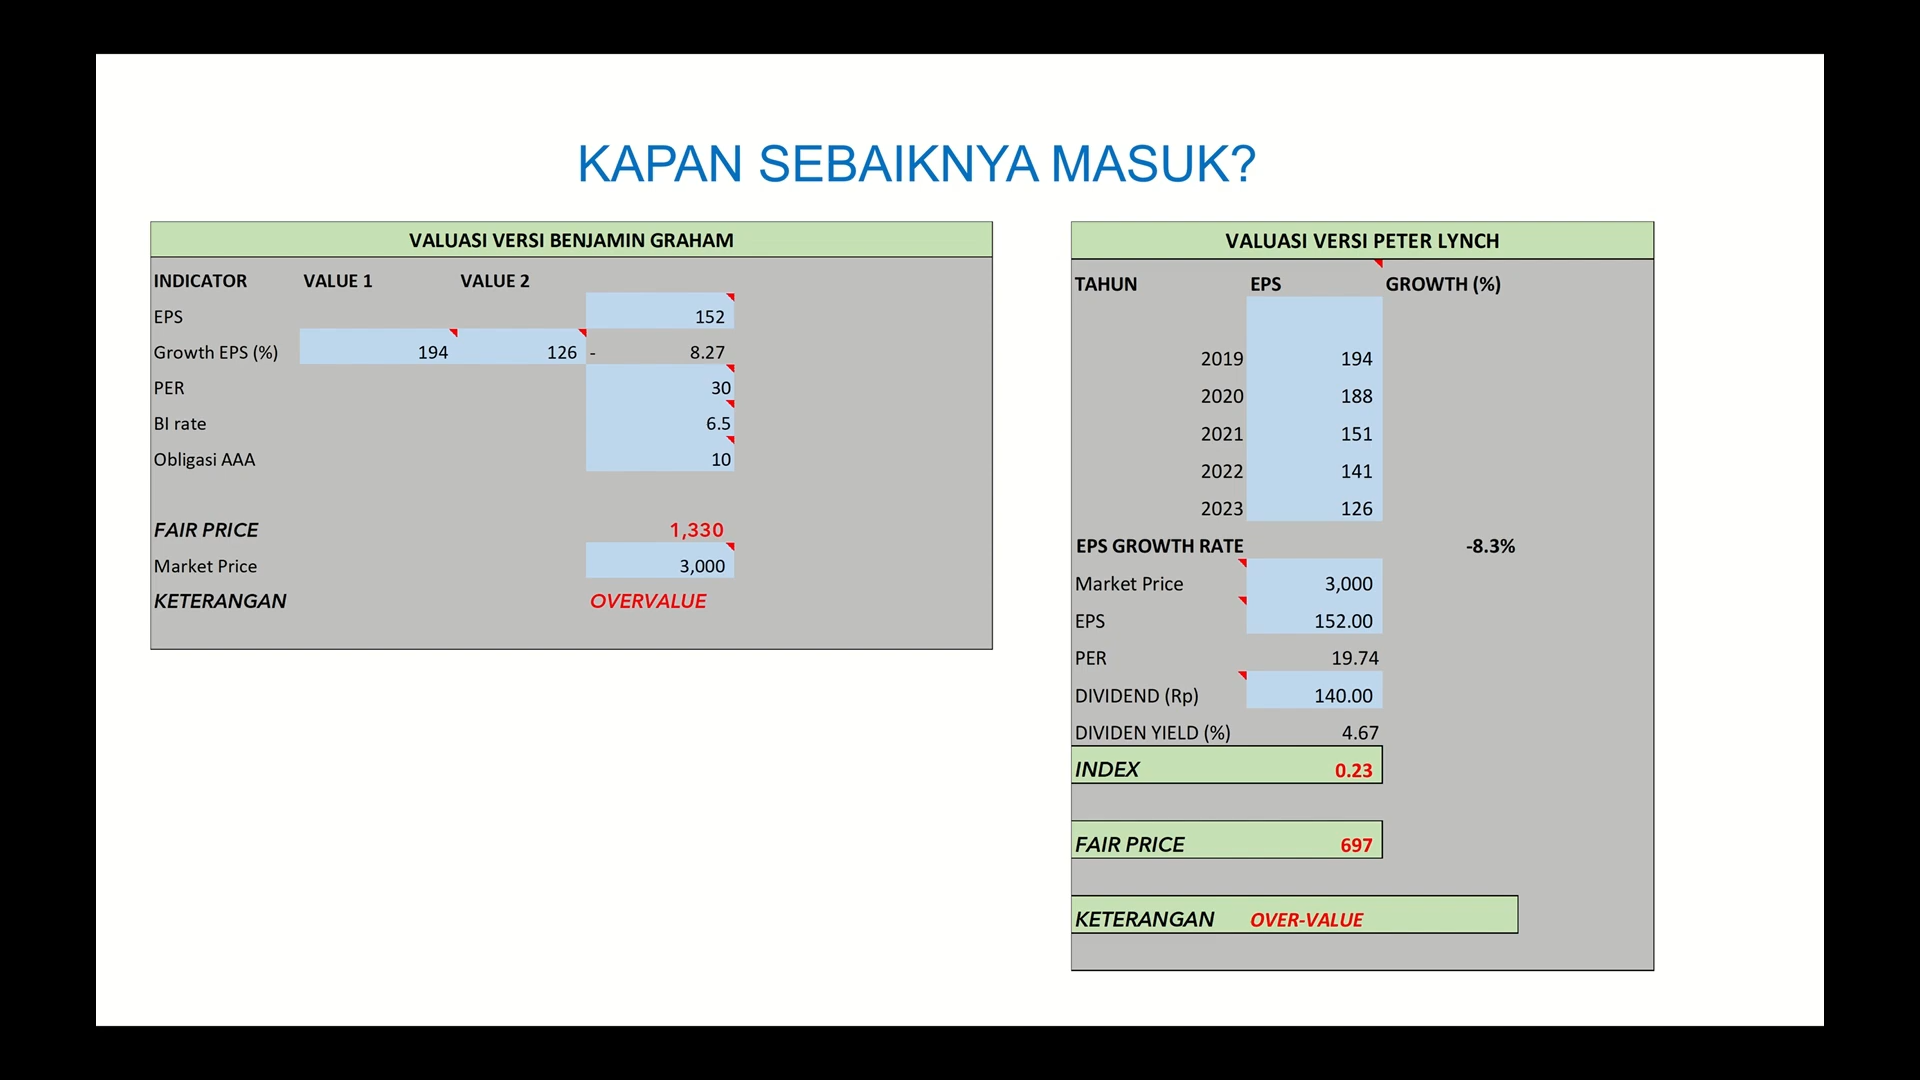 KAPAN SEBAIKNYA MASUK?
VALUASI VERSI BENJAMIN GRAHAM
INDICATOR VALUE 1 VALUE 2
EPS 152
Growth EPS (%) 194 126 - 8.27
PER 30
BI rate 6.5
Obligasi AAA 10
FAIR PRICE 1,330
Market Price 3,000
KETERANGAN OVERVALUE
VALUASI VERSI PETER LYNCH
TAHUN EPS GROWTH (%)
2019 194
2020 188
2021 151
2022 141
2023 126
EPS GROWTH RATE -8.3%
Market Price 3,000
EPS 152.00
PER 19.74
DIVIDEND (Rp) 140.00
DIVIDEN YIELD (%) 4.67
INDEX 0.23
FAIR PRICE 697
KETERANGAN OVER-VALUE